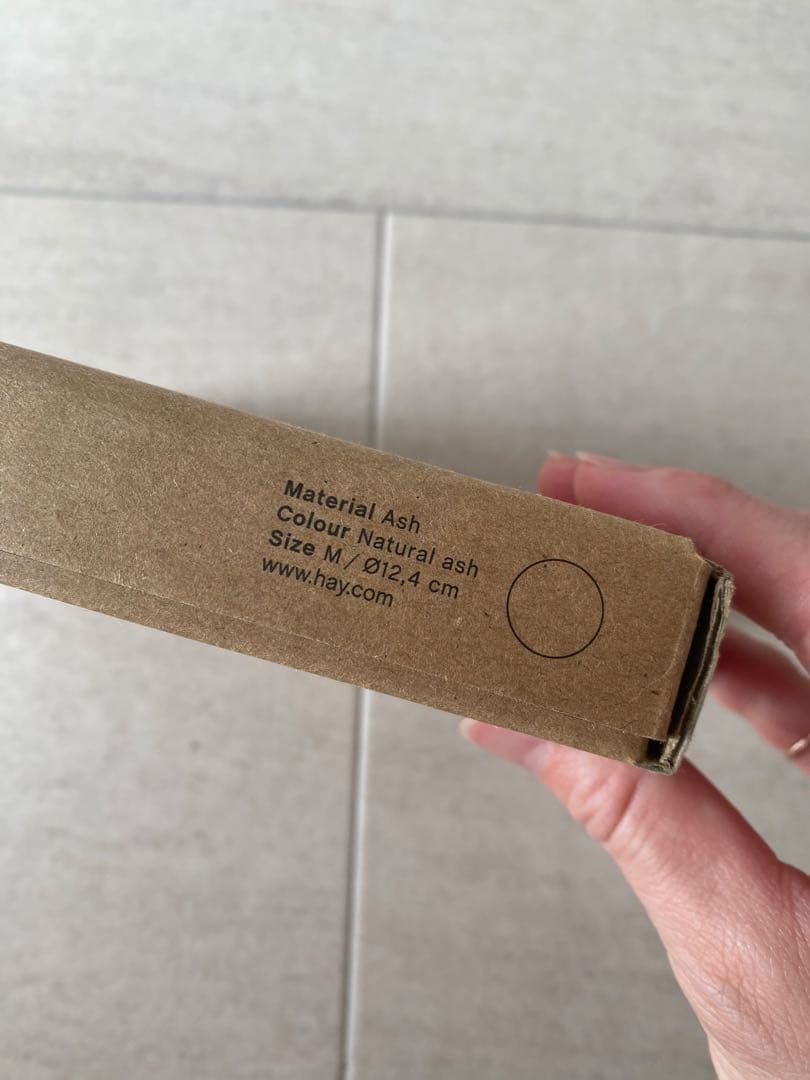 Material Ash
Colour Natural ash
Size M / Ø12,4 cm
www.hay.com